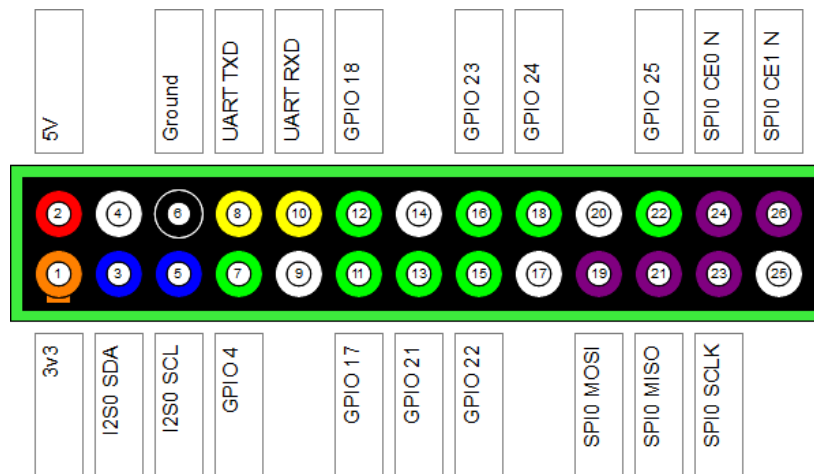 5V
Ground
UART TXD
UART RXD
GPIO 18
GPIO 23
GPIO 24
GPIO 25
SPI0 CE0 N
SPI0 CE1 N
2 4 6 8 10 12 14 16 18 20 22 24 26
1 3 5 7 9 11 13 15 17 19 21 23 25
3v3
I2S0 SDA
I2S0 SCL
GPIO 4
GPIO 17
GPIO 21
GPIO 22
SPI0 MOSI
SPI0 MISO
SPI0 SCLK